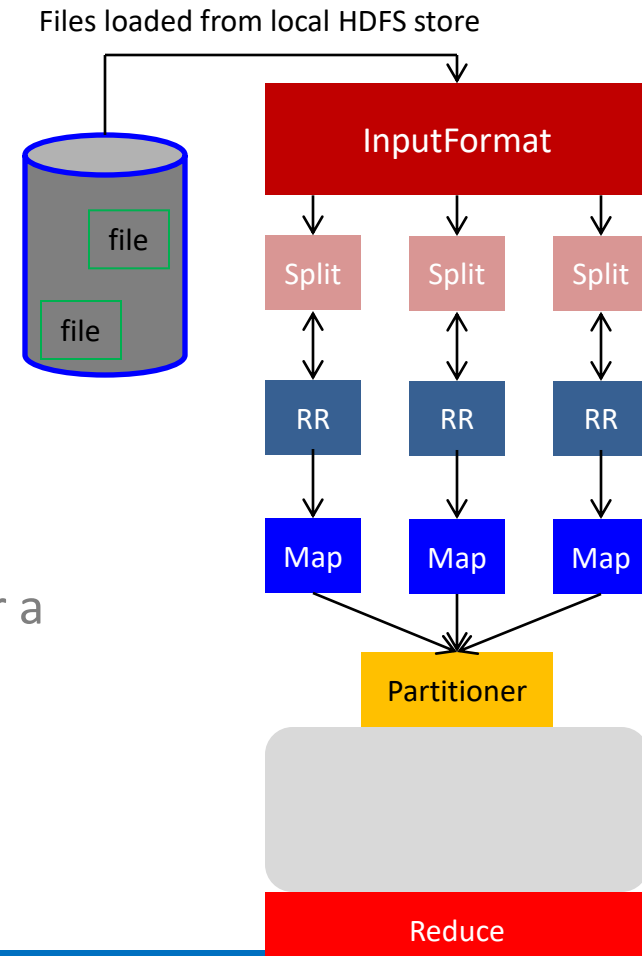 Files loaded from local HDFS store
InputFormat
file
Split Split Split
file
RR RR RR
Map Map Map
r a
Partitioner
Reduce